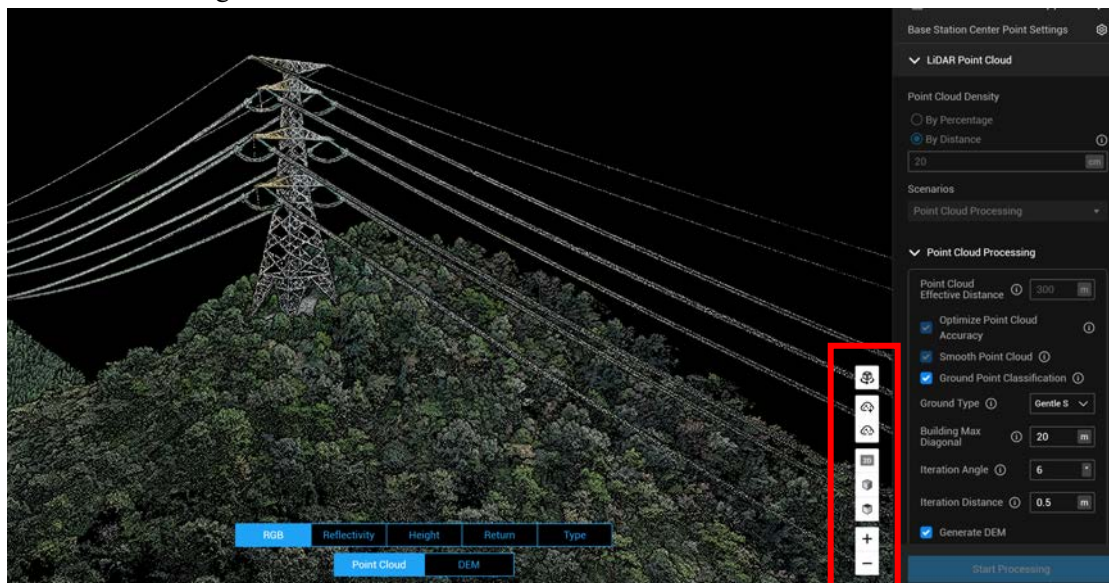 Base Station Center Point Settings
LiDAR Point Cloud
Point Cloud Density
By Percentage
By Distance
20 cm
Scenarios
Point Cloud Processing
Point Cloud Processing
Point Cloud
Effective Distance 300 m
Optimize Point Cloud
Accuracy
Smooth Point Cloud
Ground Point Classification
Ground Type Gentle S
Building Max
Diagonal 20 m
Iteration Angle 6 °
Iteration Distance 0.5 m
Generate DEM
Start Processing
RGB Reflectivity Height Return Type
Point Cloud DEM
+
−